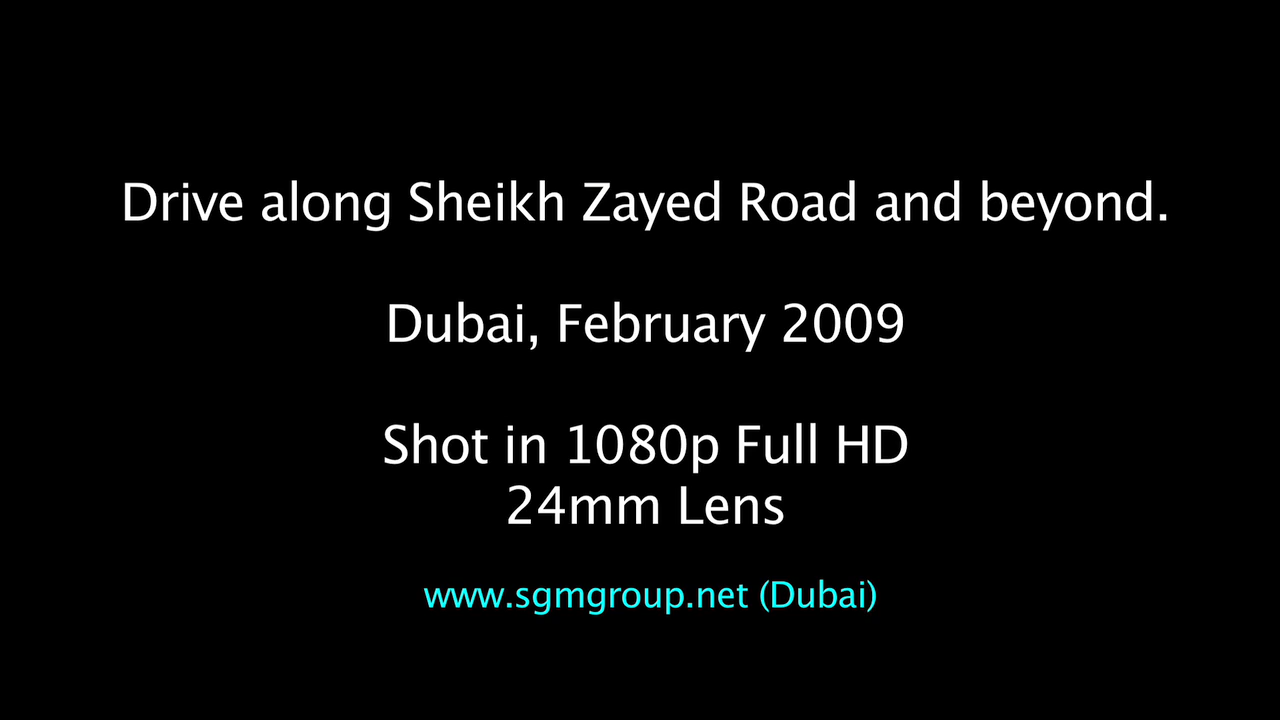 Drive along Sheikh Zayed Road and beyond.
Dubai, February 2009
Shot in 1080p Full HD
24mm Lens
www.sgmgroup.net (Dubai)